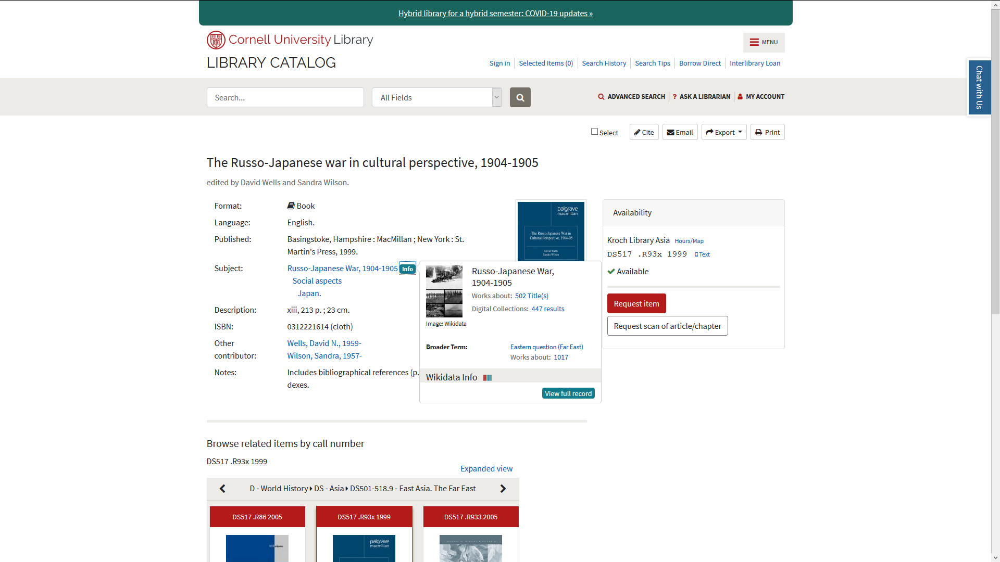 Hybrid library for a hybrid semester: COVID-19 updates »
Cornell University Library
MENU
LIBRARY CATALOG
Sign in
Selected Items (0)
Search History
Search Tips
Borrow Direct
Interlibrary Loan
Chat with Us
Search...
All Fields
ADVANCED SEARCH
? ASK A LIBRARIAN
MY ACCOUNT
Select
Cite
Email
Export
Print
The Russo-Japanese war in cultural perspective, 1904-1905
edited by David Wells and Sandra Wilson.
Format: Book
Language: English.
Published: Basingstoke, Hampshire : MacMillan ; New York : St.
Martin's Press, 1999.
Subject: Russo-Japanese War, 1904-1905 Info
Social aspects
Japan.
Description: xiii, 213 p. ; 23 cm.
ISBN: 0312221614 (cloth)
Other
contributor:
Wells, David N., 1959-
Wilson, Sandra, 1957-
Notes: Includes bibliographical references (p.
dexes.
palgrave
macmillan
The Russo-Japanese War in
Cultural Perspective, 1904-05
David Wells
Sandra Wilson
Russo-Japanese War,
1904-1905
Works about: 502 Title(s)
Digital Collections: 447 results
Image: Wikidata
Broader Term: Eastern question (Far East)
Works about: 1017
Wikidata Info
View full record
Availability
Kroch Library Asia Hours/Map
DS517 .R93x 1999 Text
Available
Request item
Request scan of article/chapter
Browse related items by call number
DS517 .R93x 1999
Expanded view
D - World History DS - Asia DS501-518.9 - East Asia. The Far East
DS517 .R86 2005
DS517 .R93x 1999
DS517 .R933 2005
palgrave
macmillan